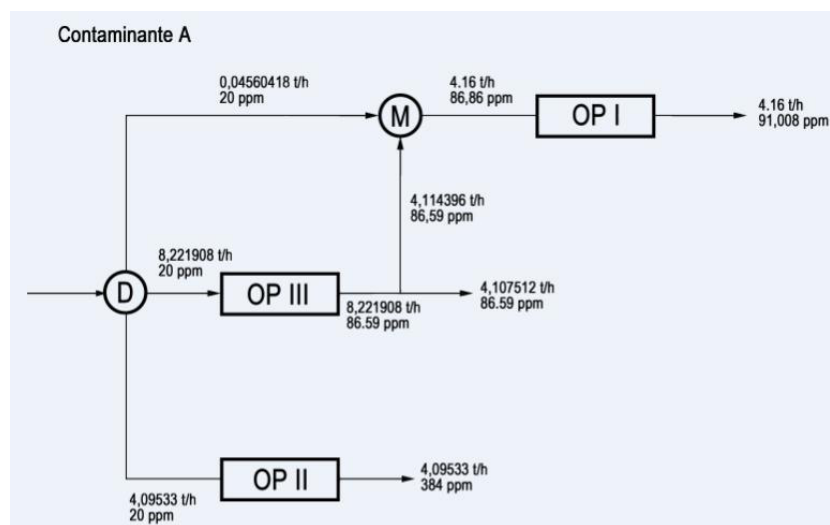 Contaminante A
0,04560418 t/h
20 ppm
M
4.16 t/h
86,86 ppm
OP I
4.16 t/h
91,008 ppm
4,114396 t/h
86,59 ppm
D
8,221908 t/h
20 ppm
OP III
8,221908 t/h
86.59 ppm
4,107512 t/h
86.59 ppm
4,09533 t/h
20 ppm
OP II
4,09533 t/h
384 ppm